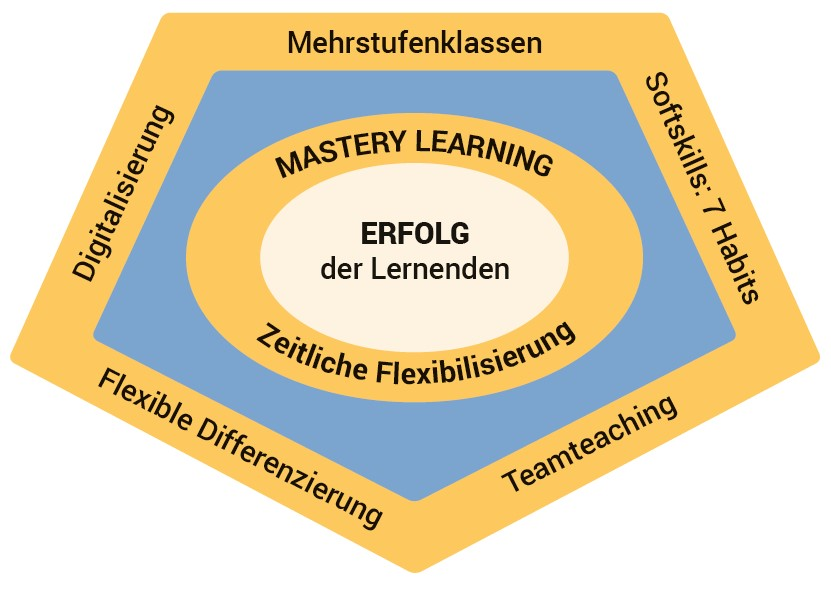 Mehrstufenklassen
Digitalisierung
Softskills: 7 Habits
MASTERY LEARNING
ERFOLG
der Lernenden
Zeitliche Flexibilisierung
Flexible Differenzierung
Teamteaching